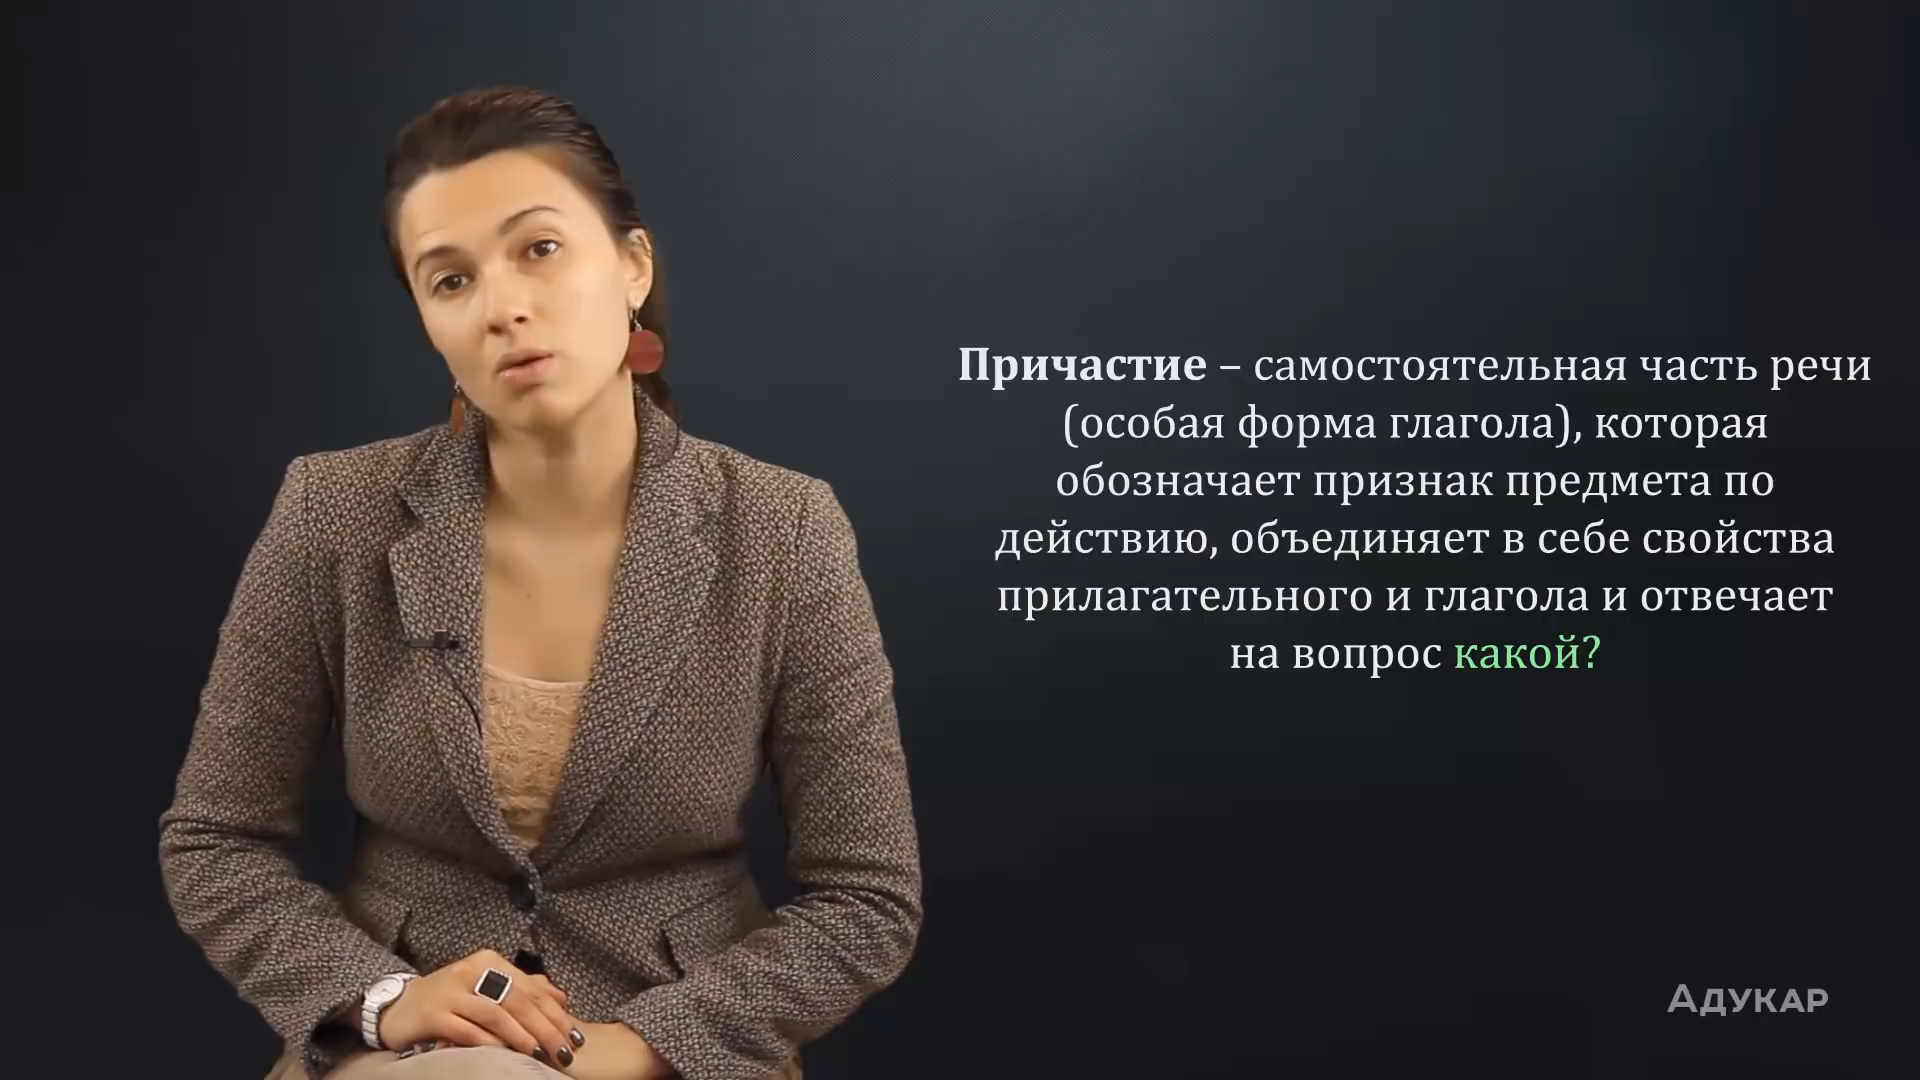 Причастие – самостоятельная часть речи
(особая форма глагола), которая
обозначает признак предмета по
действию, объединяет в себе свойства
прилагательного и глагола и отвечает
на вопрос какой?
Адукар